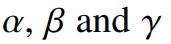 α, β and γ